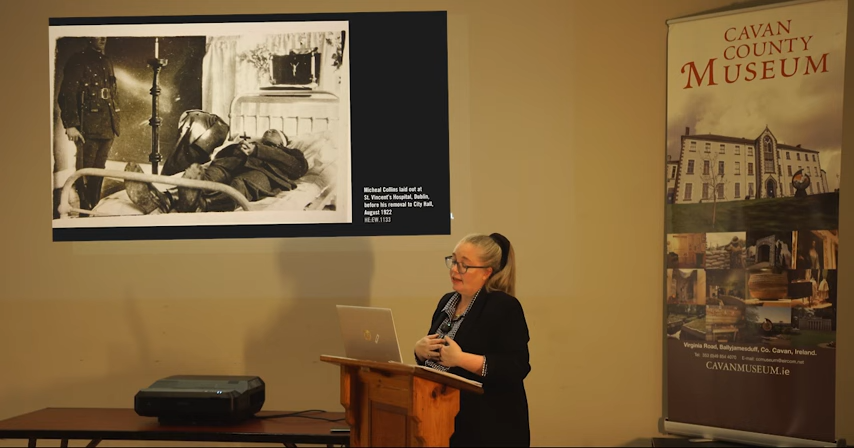 Micheal Collins laid out at
St. Vincent's Hospital, Dublin,
before his removal to City Hall,
August 1922
HE:EW.1133
CAVAN
COUNTY
MUSEUM
Virginia Road, Ballyjamesduff, Co. Cavan, Ireland.
CAVANMUSEUM.ie